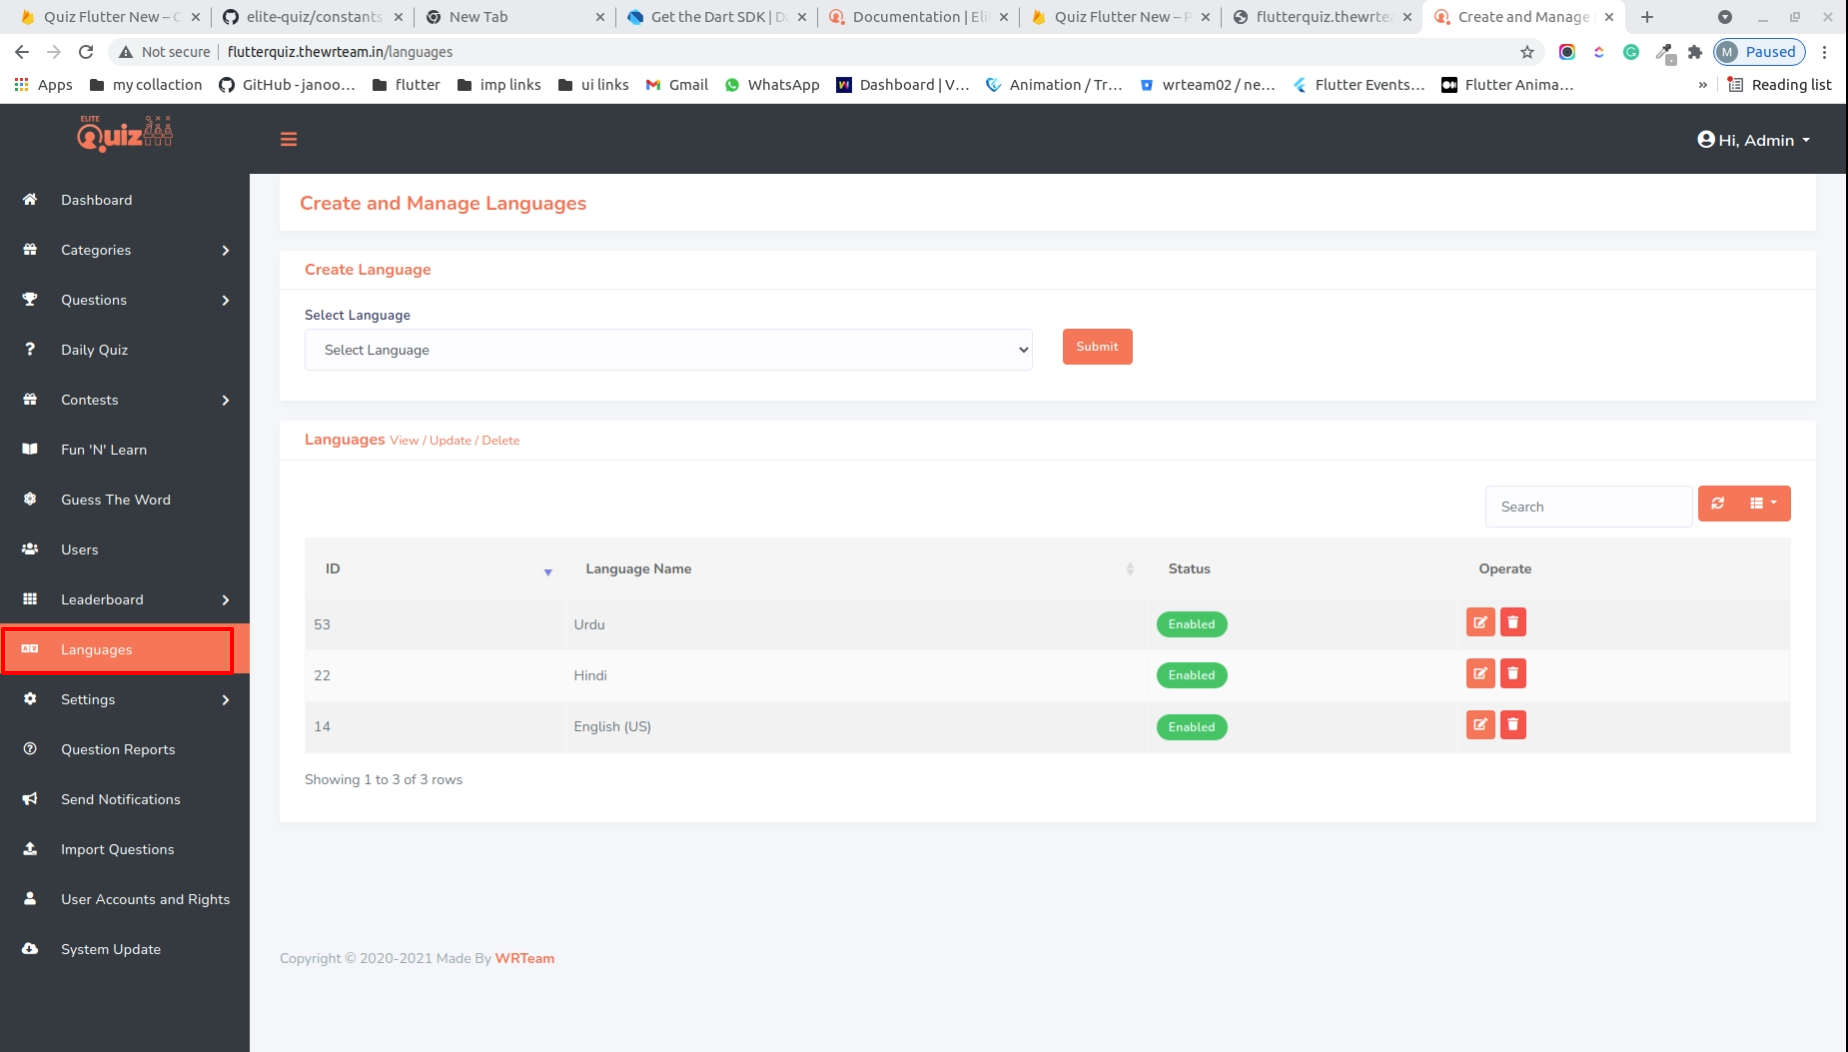 Quiz Flutter New – C
elite-quiz/constants
New Tab
Get the Dart SDK | D
Documentation | Eli
Quiz Flutter New – P
flutterquiz.thewrtea
Create and Manage
Not secure
flutterquiz.thewrteam.in/languages
M Paused
Apps
my collaction
GitHub - janoo...
flutter
imp links
ui links
Gmail
WhatsApp
Dashboard | V...
Animation / Tr...
wrteam02 / ne...
Flutter Events...
Flutter Anima...
»
Reading list
ELITE
Quiz
Hi, Admin
Dashboard
Categories
Questions
Daily Quiz
Contests
Fun 'N' Learn
Guess The Word
Users
Leaderboard
Languages
Settings
Question Reports
Send Notifications
Import Questions
User Accounts and Rights
System Update
Create and Manage Languages
Create Language
Select Language
Select Language
Submit
Languages View / Update / Delete
Search
ID Language Name Status Operate
53 Urdu Enabled
22 Hindi Enabled
14 English (US) Enabled
Showing 1 to 3 of 3 rows
Copyright © 2020-2021 Made By WRTeam